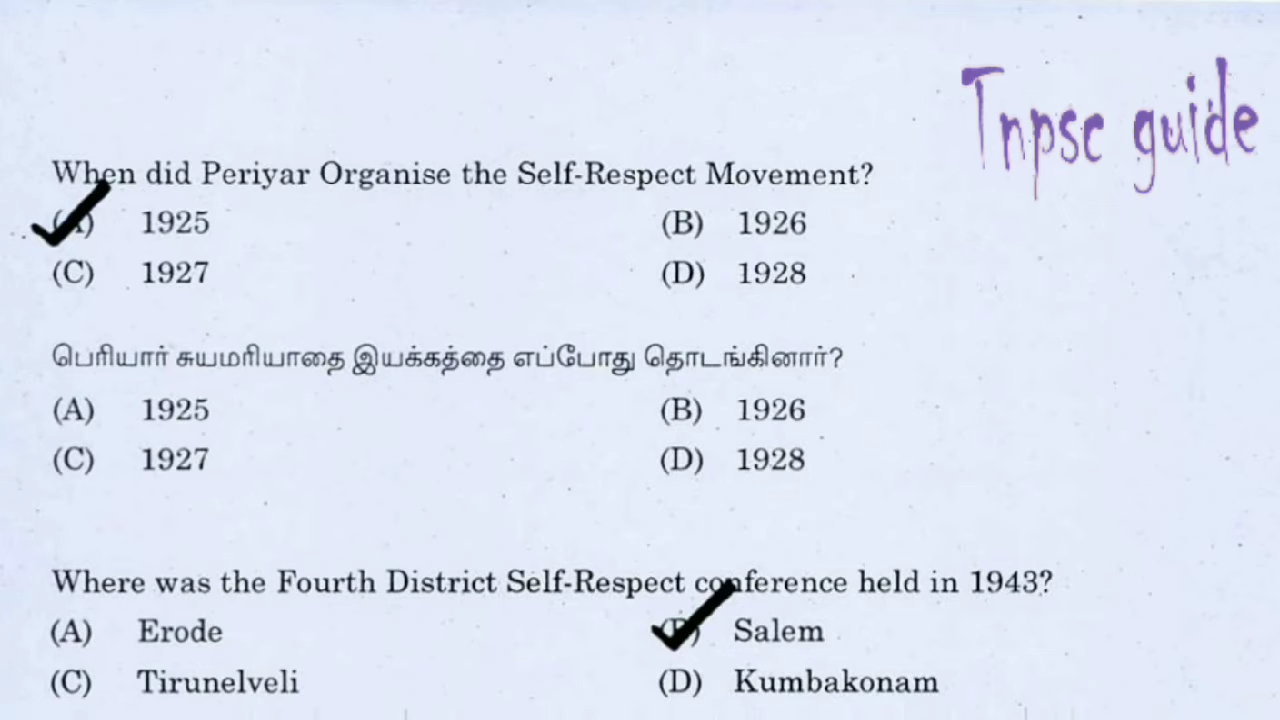 Tnpsc guide
When did Periyar Organise the Self-Respect Movement?
(A) 1925 (B) 1926
(C) 1927 (D) 1928
பெரியார் சுயமரியாதை இயக்கத்தை எப்போது தொடங்கினார்?
(A) 1925 (B) 1926
(C) 1927 (D) 1928
Where was the Fourth District Self-Respect conference held in 1943?
(A) Erode (B) Salem
(C) Tirunelveli (D) Kumbakonam